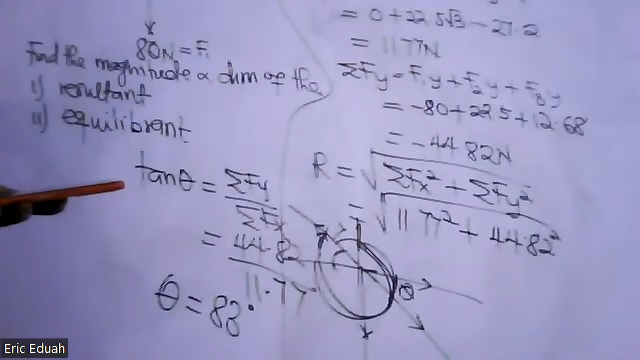 80N = F₁
Find the magnitude & dirn of the
i) resultant
ii) equilibrant
= 0 + 22.5√3 - 27.2
= 11.77N
ΣFy = F₁y + F₂y + F₃y
= -80 + 22.5 + 12.68
= -44.82N
R = √ΣFx² - ΣFy²
= √11.77² + 44.82²
tanθ = ΣFy
ΣFx
= 44.82
11.77
θ = 83°
θ
Eric Eduah